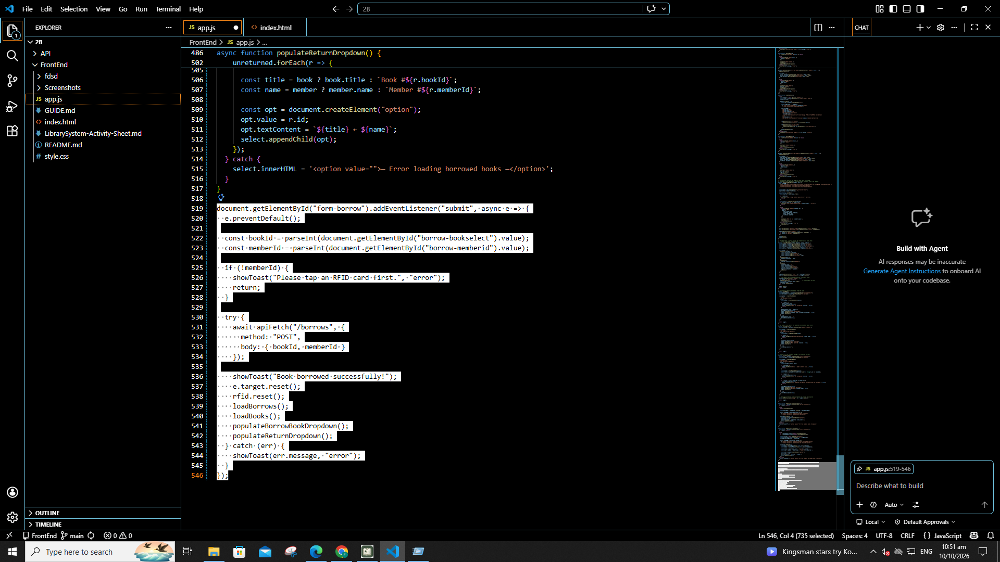 File Edit Selection View Go Run Terminal Help
2B
EXPLORER
2B
API
FrontEnd
fdsd
Screenshots
JS app.js
GUIDE.md
index.html
LibrarySystem-Activity-Sheet.md
README.md
# style.css
OUTLINE
TIMELINE
JS app.js
index.html
FrontEnd > JS app.js > ...
486 async function populateReturnDropdown() {
502 unreturned.forEach(r => {
505
506 const title = book ? book.title : `Book #${r.bookId}`;
507 const name = member ? member.name : `Member #${r.memberId}`;
508
509 const opt = document.createElement("option");
510 opt.value = r.id;
511 opt.textContent = `${title} ← ${name}`;
512 select.appendChild(opt);
513 });
514 } catch {
515 select.innerHTML = '<option value="">— Error loading borrowed books —</option>';
516 }
517 }
518
519 document.getElementById("form-borrow").addEventListener("submit", async e => {
520 e.preventDefault();
521
522 const bookId = parseInt(document.getElementById("borrow-bookselect").value);
523 const memberId = parseInt(document.getElementById("borrow-memberid").value);
524
525 if (!memberId) {
526 showToast("Please tap an RFID card first.", "error");
527 return;
528 }
529
530 try {
531 await apiFetch("/borrows", {
532 method: "POST",
533 body: { bookId, memberId }
534 });
535
536 showToast("Book borrowed successfully!");
537 e.target.reset();
538 rfid.reset();
539 loadBorrows();
540 loadBooks();
541 populateBorrowBookDropdown();
542 populateReturnDropdown();
543 } catch (err) {
544 showToast(err.message, "error");
545 }
546 });
CHAT
Build with Agent
AI responses may be inaccurate
Generate Agent Instructions to onboard AI
onto your codebase.
JS app.js:519-546
Describe what to build
Auto
Local Default Approvals
FrontEnd main 0 0
Ln 546, Col 4 (735 selected) Spaces: 4 UTF-8 CRLF {} JavaScript
Type here to search
Kingsman stars try Ko...
ENG
10:51 am
10/10/2026